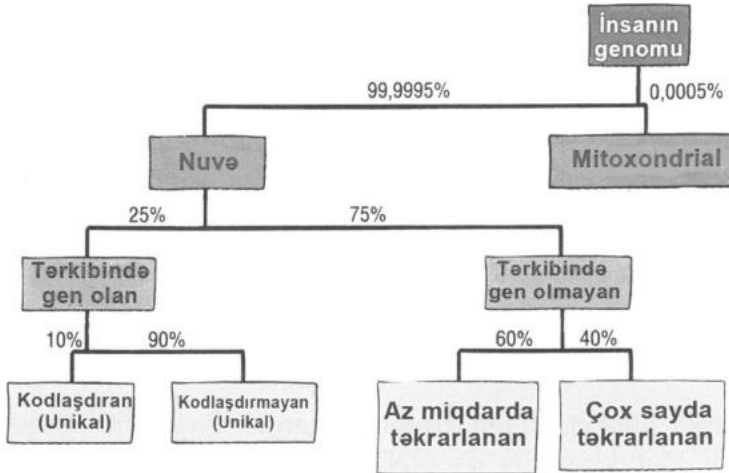 İnsanın
genomu
99,9995%
0,0005%
Nuvə
Mitoxondrial
25%
75%
Tərkibində
gen olan
Tərkibində
gen olmayan
10%
90%
60%
40%
Kodlaşdıran
(Unikal)
Kodlaşdırmayan
(Unikal)
Az miqdarda
təkrarlanan
Çox sayda
təkrarlanan